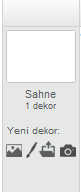 Sahne
1 dekor
Yeni dekor: